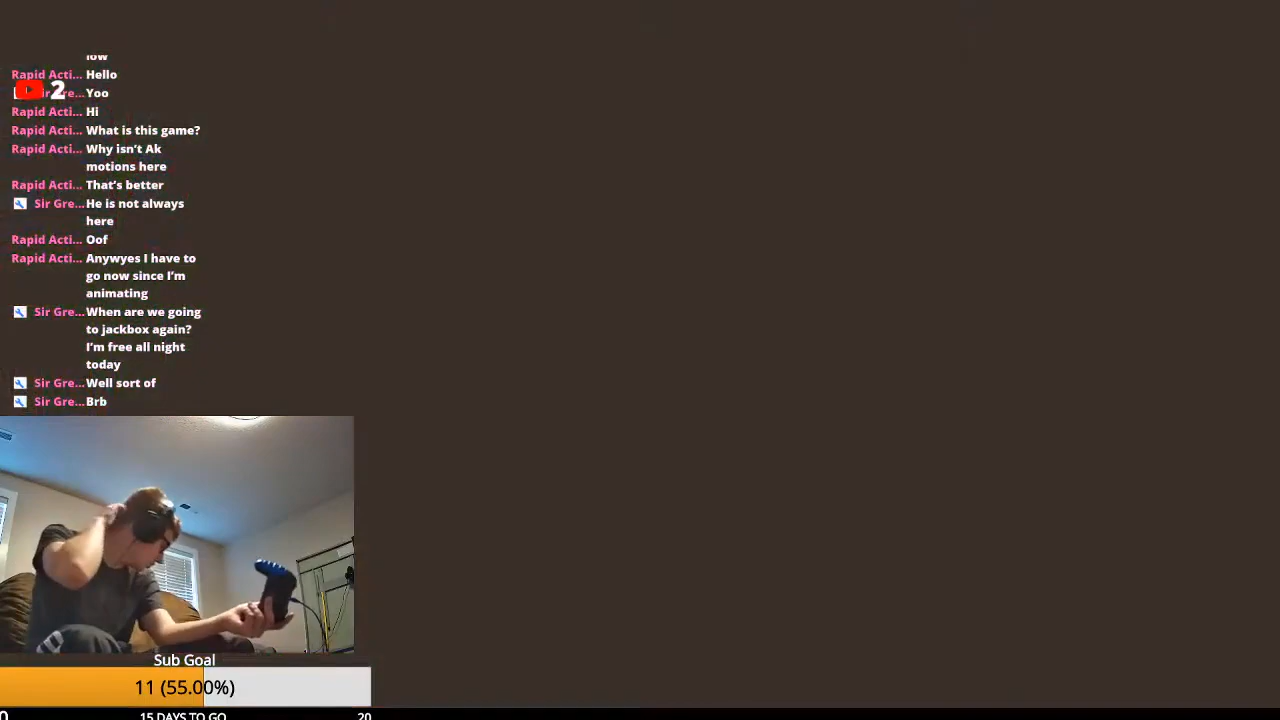 Rapid Acti... Hello
2
Yoo
Rapid Acti... Hi
Rapid Acti... What is this game?
Rapid Acti... Why isn’t Ak
motions here
Rapid Acti... That’s better
Sir Gre... He is not always
here
Rapid Acti... Oof
Rapid Acti... Anywyes I have to
go now since I’m
animating
Sir Gre... When are we going
to jackbox again?
I’m free all night
today
Sir Gre... Well sort of
Sir Gre... Brb
Sub Goal
11 (55.00%)
0 15 DAYS TO GO 20